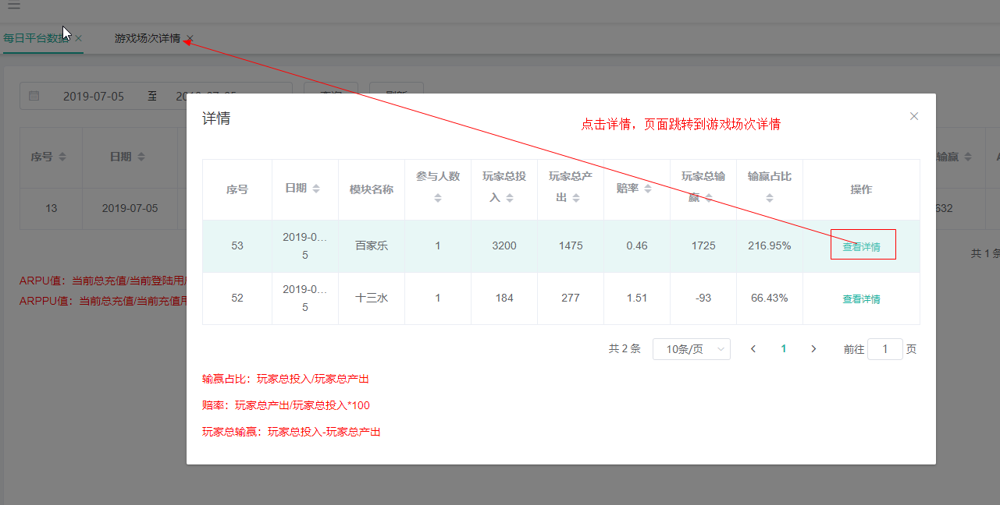 每日平台数据 × 游戏场次详情 ×
2019-07-05 至
序号 日期
输赢
13 2019-07-05
632
共 1 条
ARPU值：当前总充值/当前登陆用
ARPPU值：当前总充值/当前充值用
详情
点击详情，页面跳转到游戏场次详情
序号 日期 模块名称 参与人数 玩家总投入 玩家总产出 赔率 玩家总输赢 输赢占比 操作
53 2019-0...5 百家乐 1 3200 1475 0.46 1725 216.95% 查看详情
52 2019-0...5 十三水 1 184 277 1.51 -93 66.43% 查看详情
共 2 条 10条/页 1 前往 1 页
输赢占比：玩家总投入/玩家总产出
赔率：玩家总产出/玩家总投入*100
玩家总输赢：玩家总投入-玩家总产出